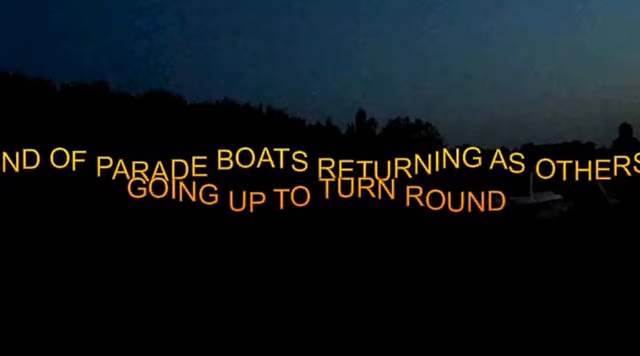 ND OF PARADE BOATS RETURNING AS OTHERS
GOING UP TO TURN ROUND